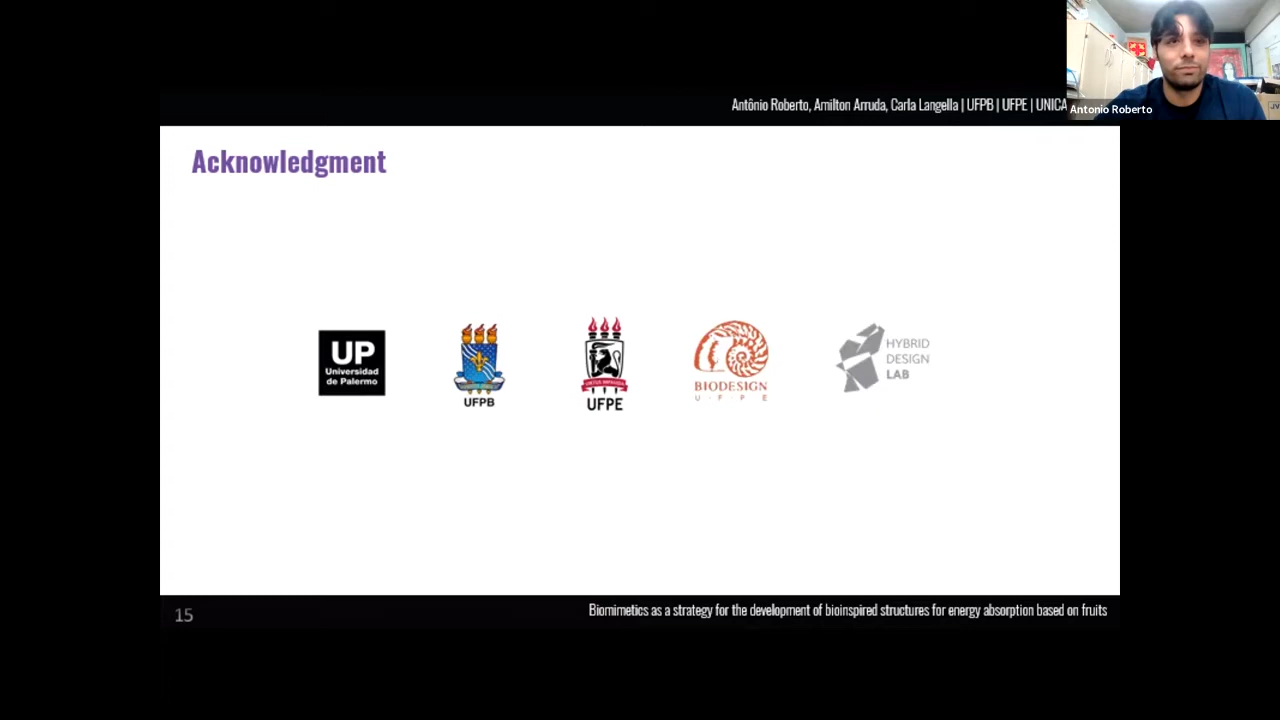 Antônio Roberto, Amilton Arruda, Carla Langella | UFPB | UFPE | UNICA
Antonio Roberto
Acknowledgment
UP
Universidad
de Palermo
UFPB
UFPE
BIODESIGN
U · F · P · E
HYBRID
DESIGN
LAB
15
Biomimetics as a strategy for the development of bioinspired structures for energy absorption based on fruits